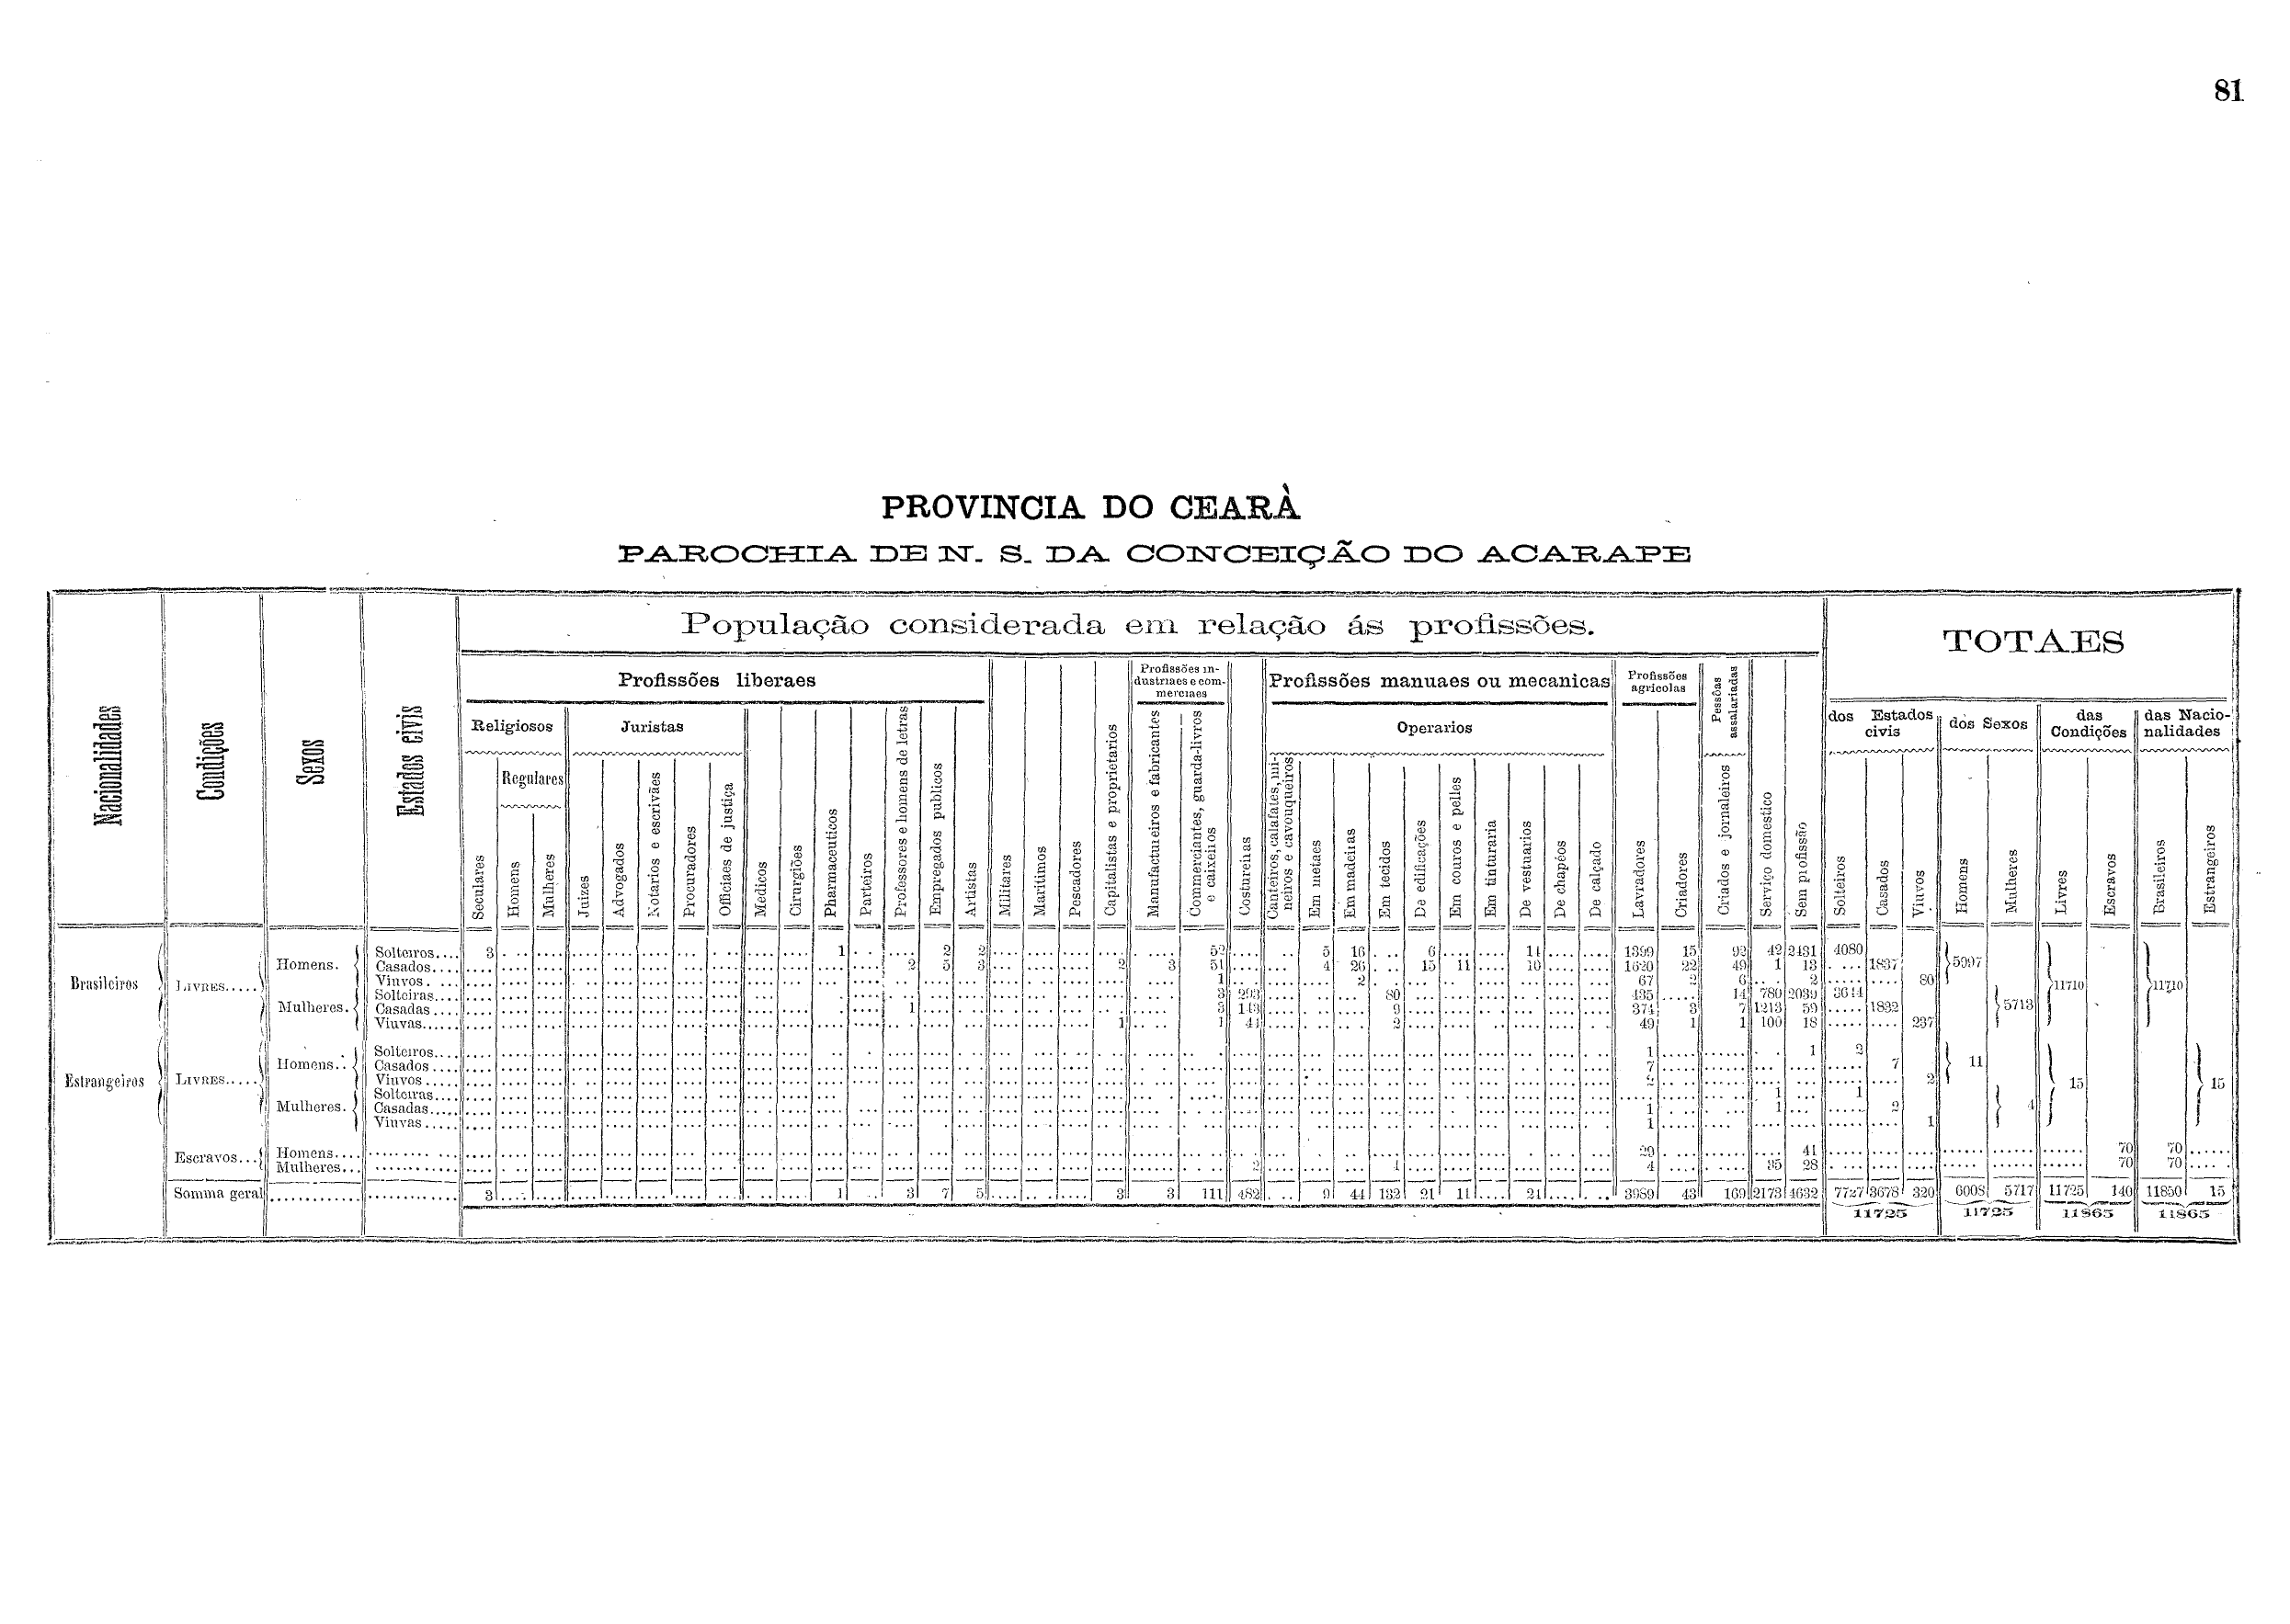 81
PROVINCIA DO CEARÀ
PAROCHIA DE N. S. DA CONCEIÇÃO DO ACARAPE
Nacionalidades
Condições
Sexos
Estados civis
População considerada em relação ás profissões.
TOTAES
Profissões liberaes
Profissões industriaes e commerciaes
Profissões manuaes ou mecanicas
Profissões agricolas
Pessôas assalariadas
Religiosos
Juristas
Operarios
Regulares
dos Estados civis
dos Sexos
das Condições
das Nacionalidades
Seculares
Homens
Mulheres
Juizes
Advogados
Notarios e escrivães
Procuradores
Officiaes de justiça
Medicos
Cirurgiões
Pharmaceuticos
Parteiros
Professores e homens de letras
Empregados publicos
Artistas
Militares
Maritimos
Pescadores
Capitalistas e proprietarios
Manufactureiros e fabricantes
Commerciantes, guarda-livros e caixeiros
Costureiras
Canteiros, calafates, mineiros e cavouqueiros
Em metaes
Em madeiras
Em tecidos
De edificações
Em couros e pelles
Em tinturaria
De vestuarios
De chapéos
De calçado
Lavradores
Criadores
Criados e jornaleiros
Serviço domestico
Sem profissão
Solteiros
Casados
Viuvos
Homens
Mulheres
Livres
Escravos
Brasileiros
Estrangeiros
Brasileiros LIVRES..... Homens. Solteiros.... 3 1 2 2 52 5 16 6 11 1399 15 92 42 2431 4080
Casados.... 2 5 3 2 3 51 4 26 15 11 10 1620 22 49 1 13 1837 5997
Viuvos.... 1 2 67 2 6 2 80
Mulheres. Solteiras.... 3 293 80 435 14 780 2039 3644 11710 11710
Casadas.... 1 3 143 9 374 3 7 1213 59 1832 5713
Viuvas..... 1 1 44 2 49 1 1 100 18 237
Estrangeiros LIVRES..... Homens.. Solteiros.... 1 1 2
Casados.... 7 7 11
Viuvos..... 2 2 15 15
Mulheres. Solteiras.... 1 1
Casadas..... 1 1 2 4
Viuvas..... 1 1
Escravos... Homens.... 29 41 70 70
Mulheres... 2 1 4 35 28 70 70
Somma geral 3 1 3 7 5 3 3 111 482 9 44 132 21 11 21 3989 43 169 2173 4632 7727 3678 320 6008 5717 11725 140 11850 15
11725 11725 11865 11865